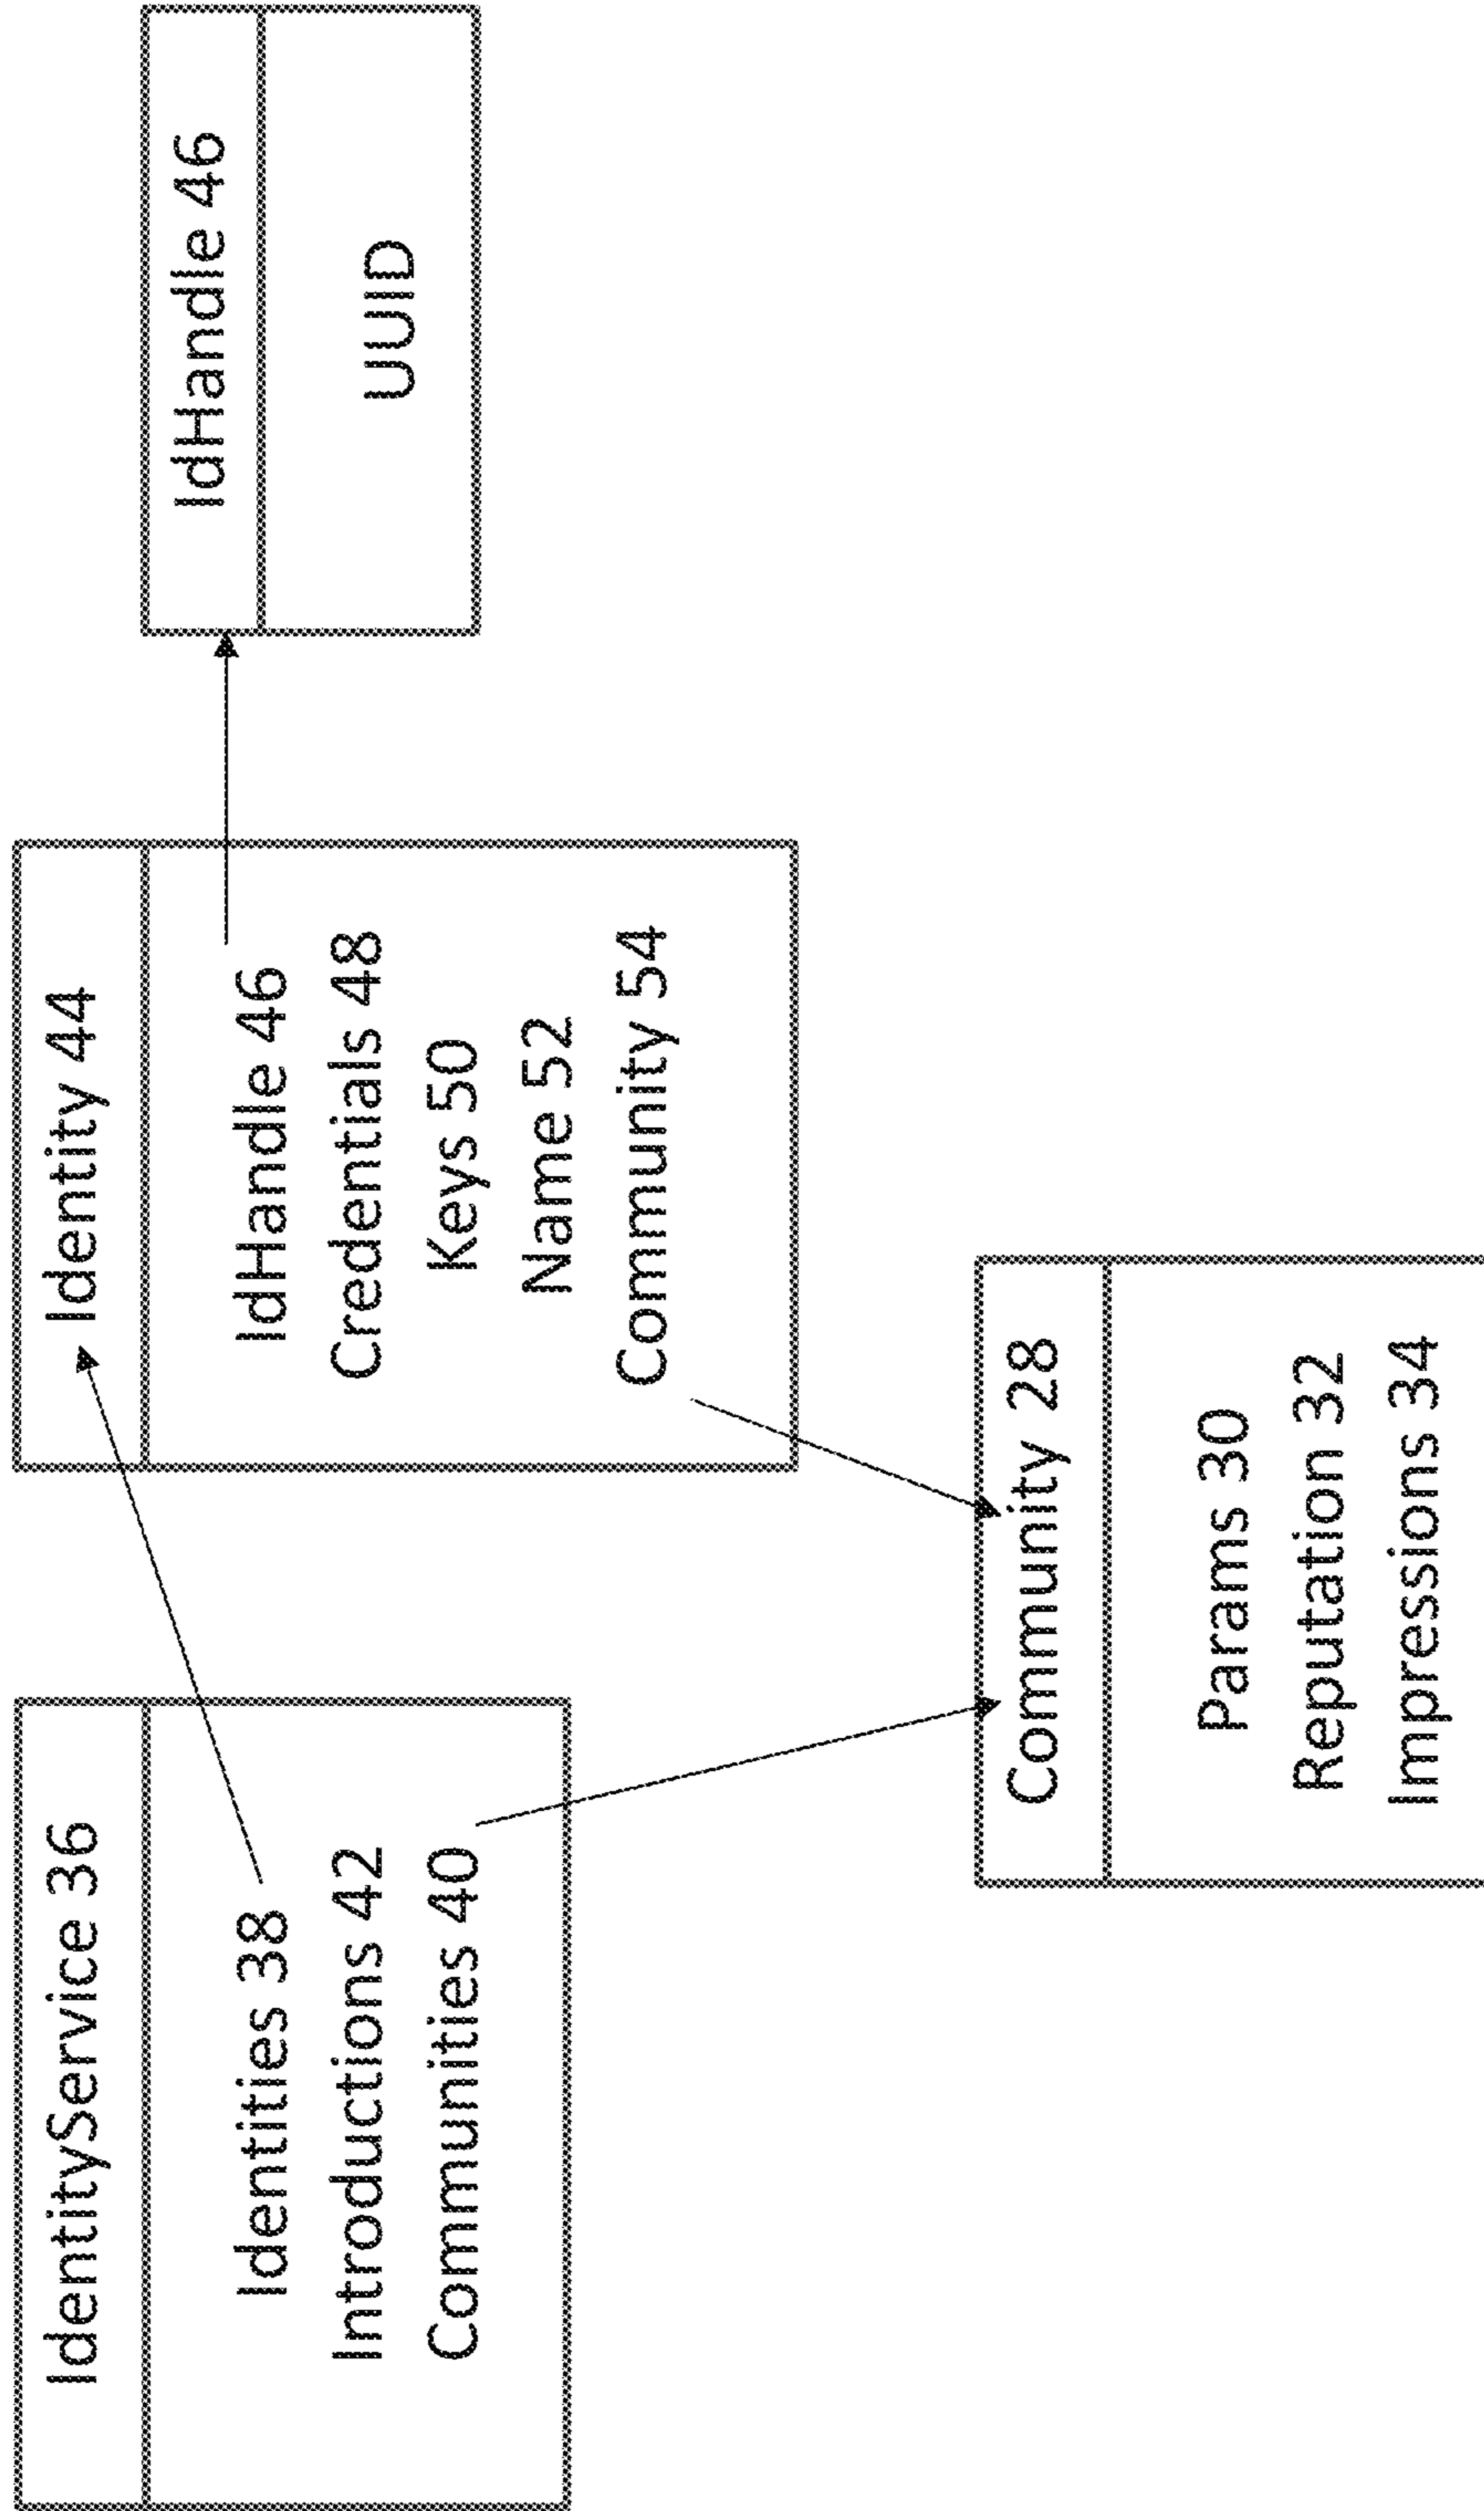 IdentityService 36
Identities 38
Introductions 42
Communities 40
Identity 44
IdHandle 46
Credentials 48
Keys 50
Name 52
Community 54
IdHandle 46
UUID
Community 28
Params 30
Reputation 32
Impressions 34